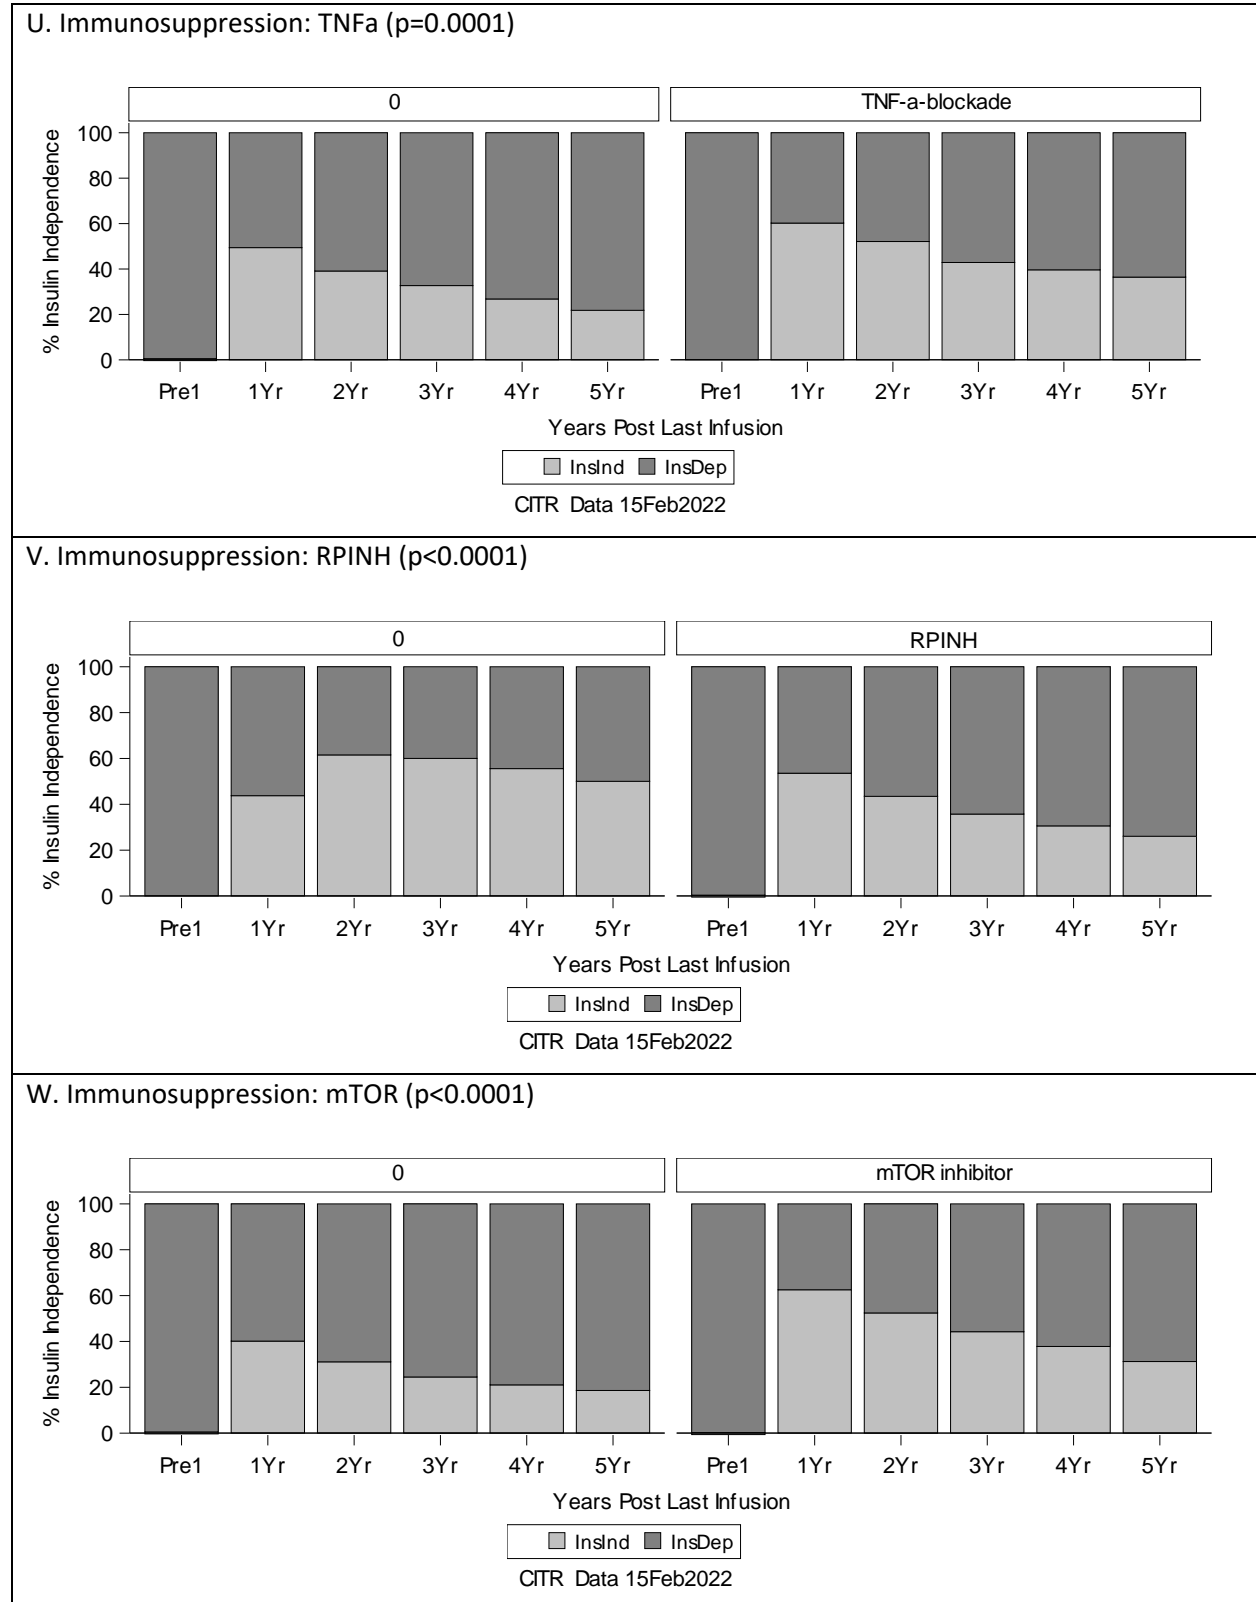 U. Immunosuppression: TNFa (p=0.0001)
0 TNF-a-blockade
% Insulin Independence
100
80
60
40
20
0
Pre1 1Yr 2Yr 3Yr 4Yr 5Yr Pre1 1Yr 2Yr 3Yr 4Yr 5Yr
Years Post Last Infusion
InsInd InsDep
CITR Data 15Feb2022
V. Immunosuppression: RPINH (p<0.0001)
0 RPINH
% Insulin Independence
100
80
60
40
20
0
Pre1 1Yr 2Yr 3Yr 4Yr 5Yr Pre1 1Yr 2Yr 3Yr 4Yr 5Yr
Years Post Last Infusion
InsInd InsDep
CITR Data 15Feb2022
W. Immunosuppression: mTOR (p<0.0001)
0 mTOR inhibitor
% Insulin Independence
100
80
60
40
20
0
Pre1 1Yr 2Yr 3Yr 4Yr 5Yr Pre1 1Yr 2Yr 3Yr 4Yr 5Yr
Years Post Last Infusion
InsInd InsDep
CITR Data 15Feb2022